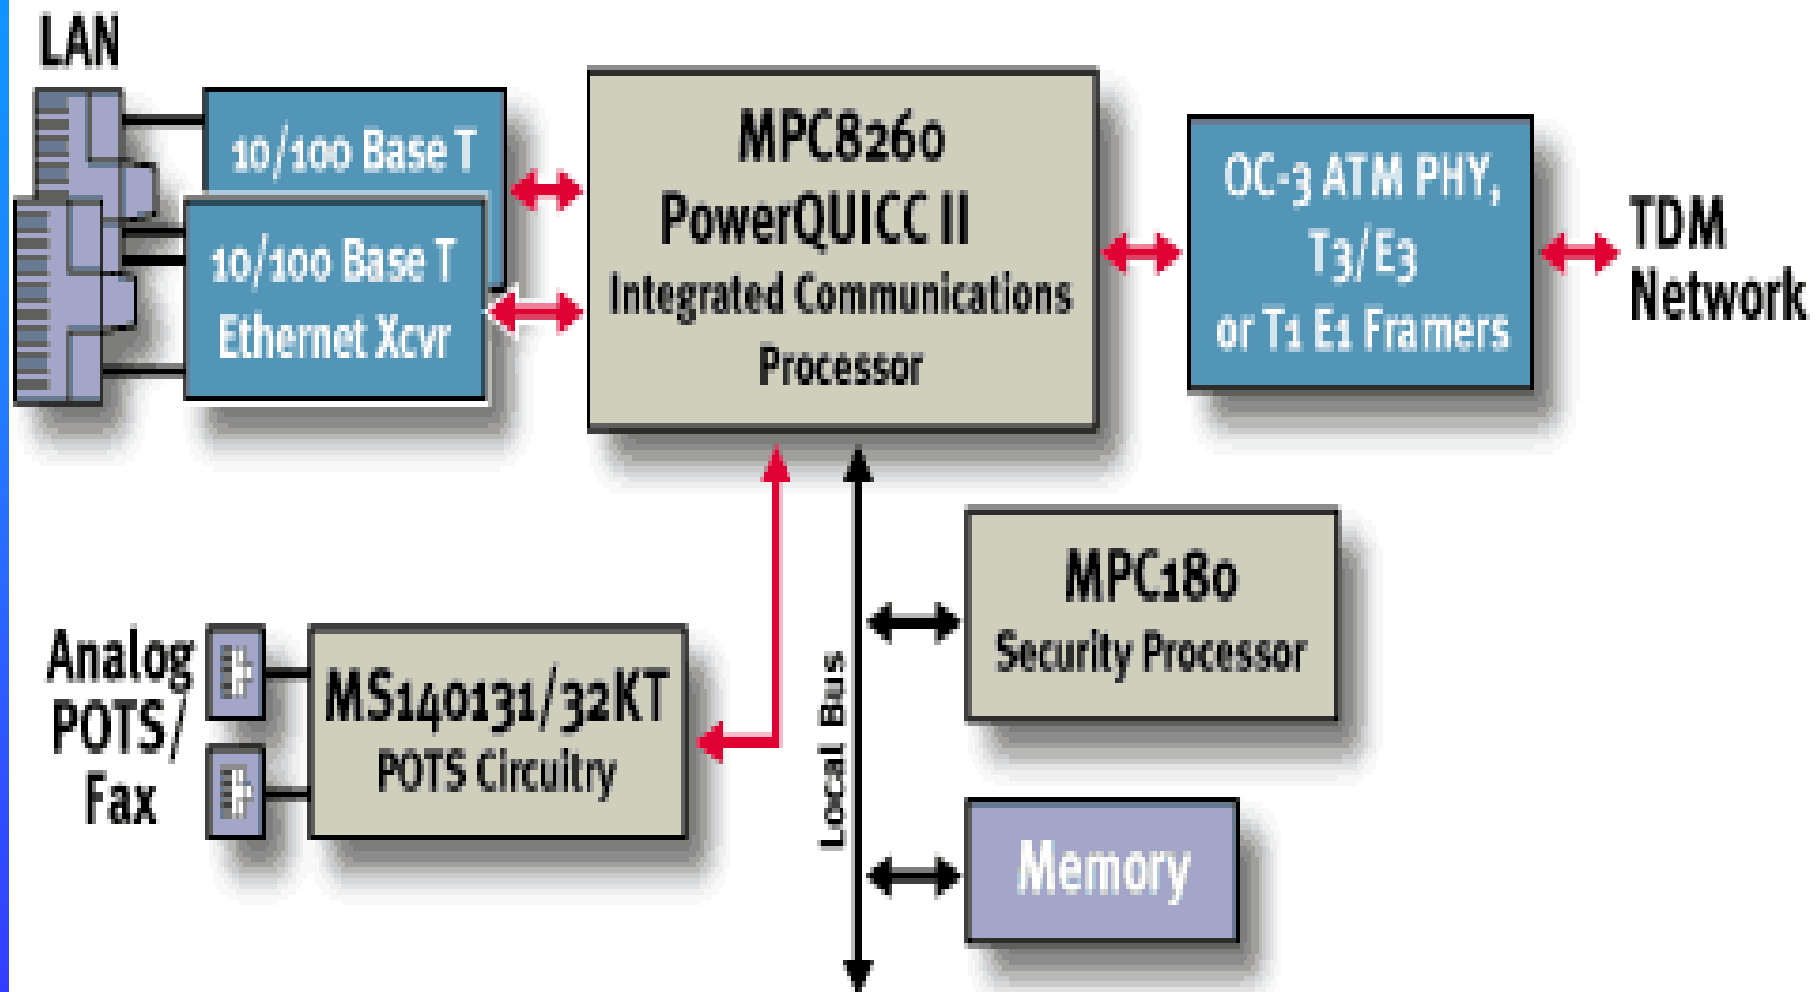 LAN
10/100 Base T
10/100 Base T
Ethernet Xcvr
MPC8260
PowerQUICC II
Integrated Communications
Processor
OC-3 ATM PHY,
T3/E3
or T1 E1 Framers
TDM
Network
MPC180
Security Processor
Analog
POTS/
Fax
MS140131/32KT
POTS Circuitry
Local Bus
Memory